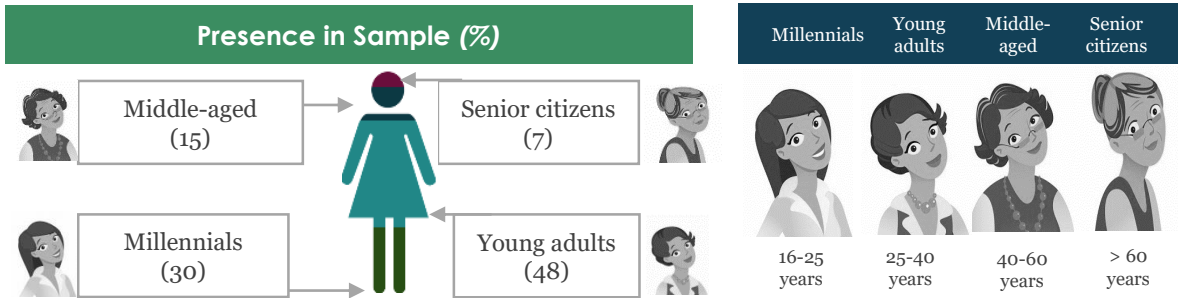 Presence in Sample (%)
Middle-aged
(15)
Senior citizens
(7)
Millennials
(30)
Young adults
(48)
Millennials
Young
adults
Middle-
aged
Senior
citizens
16-25
years
25-40
years
40-60
years
> 60
years